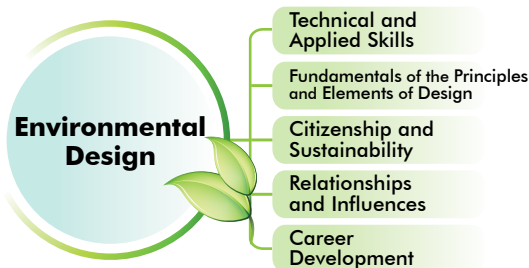 Environmental
Design
Technical and
Applied Skills
Fundamentals of the Principles
and Elements of Design
Citizenship and
Sustainability
Relationships
and Influences
Career
Development